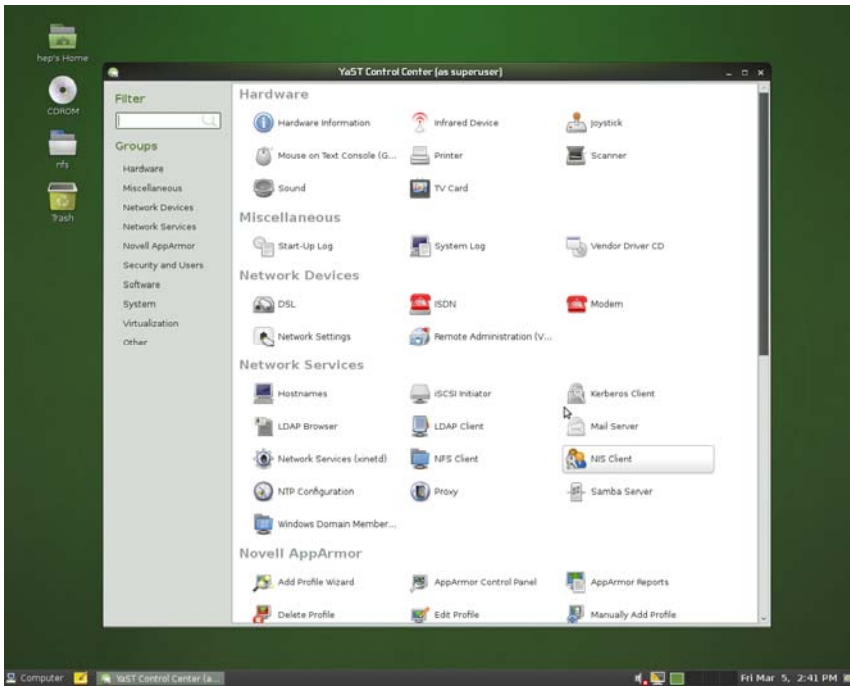 hep's Home
CDROM
nfs
Trash
YaST Control Center (as superuser)
Filter
Groups
Hardware
Miscellaneous
Network Devices
Network Services
Novell AppArmor
Security and Users
Software
System
Virtualization
Other
Hardware
Hardware Information
Infrared Device
Joystick
Mouse on Text Console (G...
Printer
Scanner
Sound
TV Card
Miscellaneous
Start-Up Log
System Log
Vendor Driver CD
Network Devices
DSL
ISDN
Modem
Network Settings
Remote Administration (V...
Network Services
Hostnames
iSCSI Initiator
Kerberos Client
LDAP Browser
LDAP Client
Mail Server
Network Services (xinetd)
NFS Client
NIS Client
NTP Configuration
Proxy
Samba Server
Windows Domain Member...
Novell AppArmor
Add Profile Wizard
AppArmor Control Panel
AppArmor Reports
Delete Profile
Edit Profile
Manually Add Profile
Computer
YaST Control Center (a...
Fri Mar 5, 2:41 PM